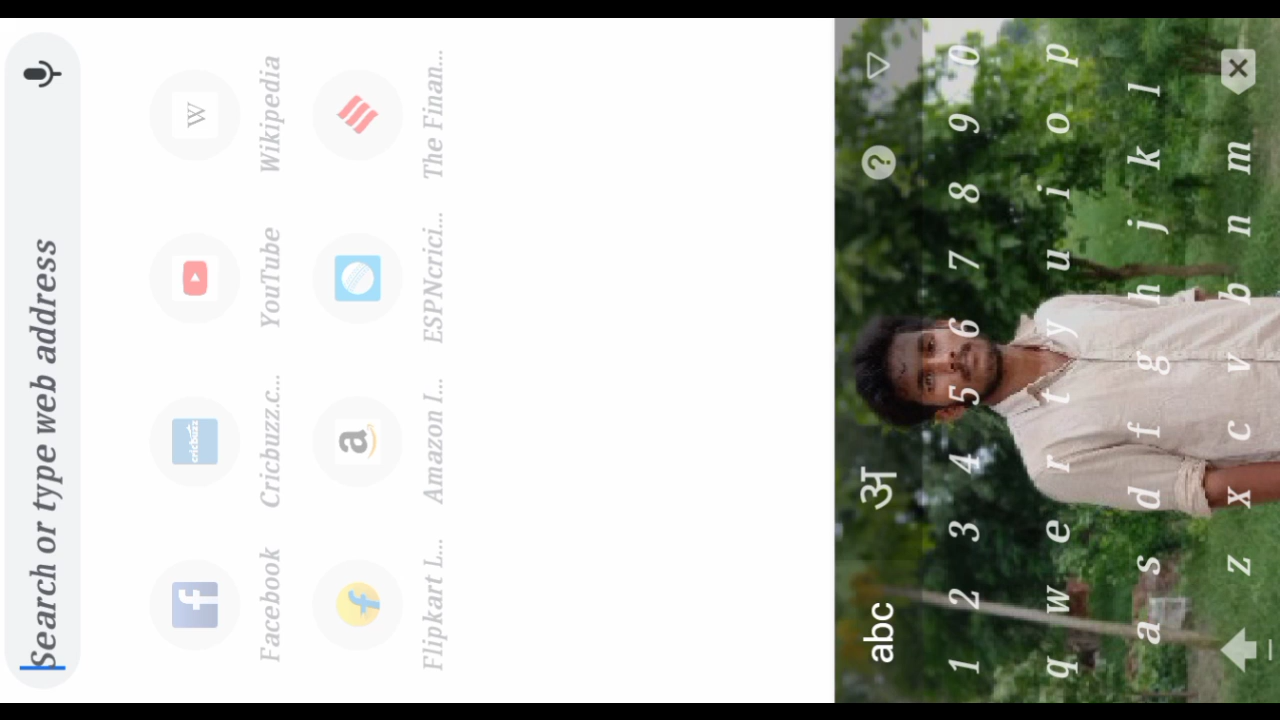 Search or type web address
f cricbuzz W
Facebook Cricbuzz.c... YouTube Wikipedia
f a
Flipkart L... Amazon I... ESPNcrici... The Finan...
abc अ ?
1 2 3 4 5 6 7 8 9 0
q w e r t y u i o p
a s d f g h j k l
z x c v b n m